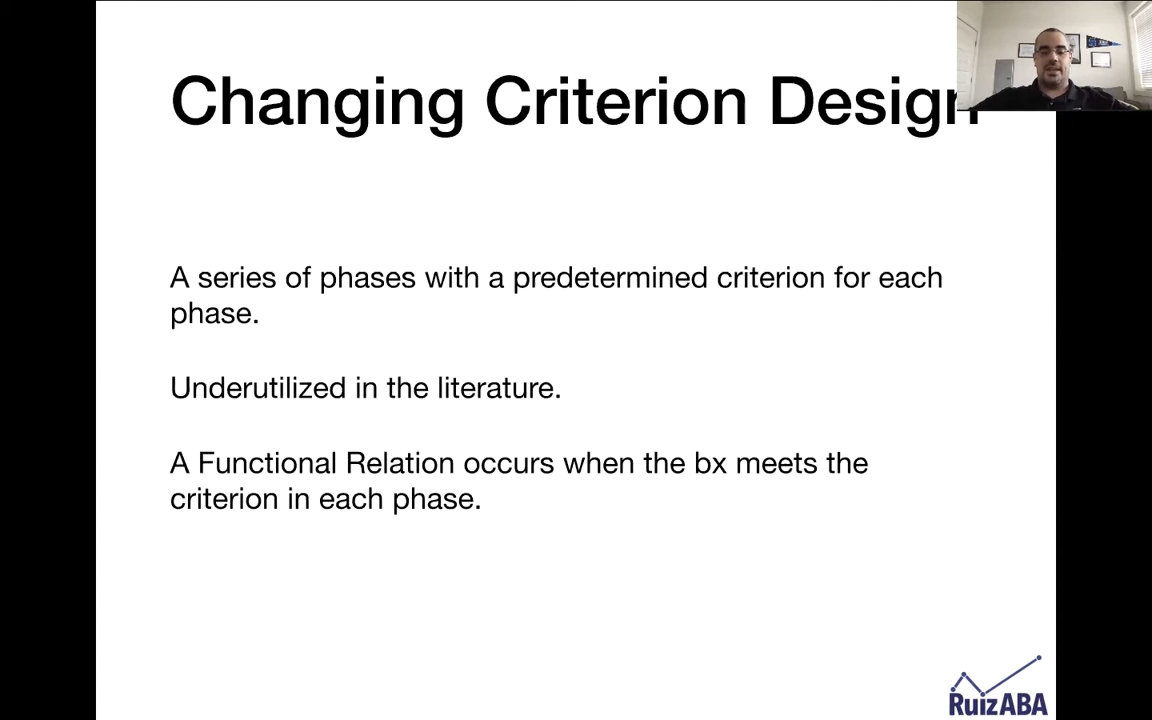 Changing Criterion Design
A series of phases with a predetermined criterion for each
phase.
Underutilized in the literature.
A Functional Relation occurs when the bx meets the
criterion in each phase.
RuizABA